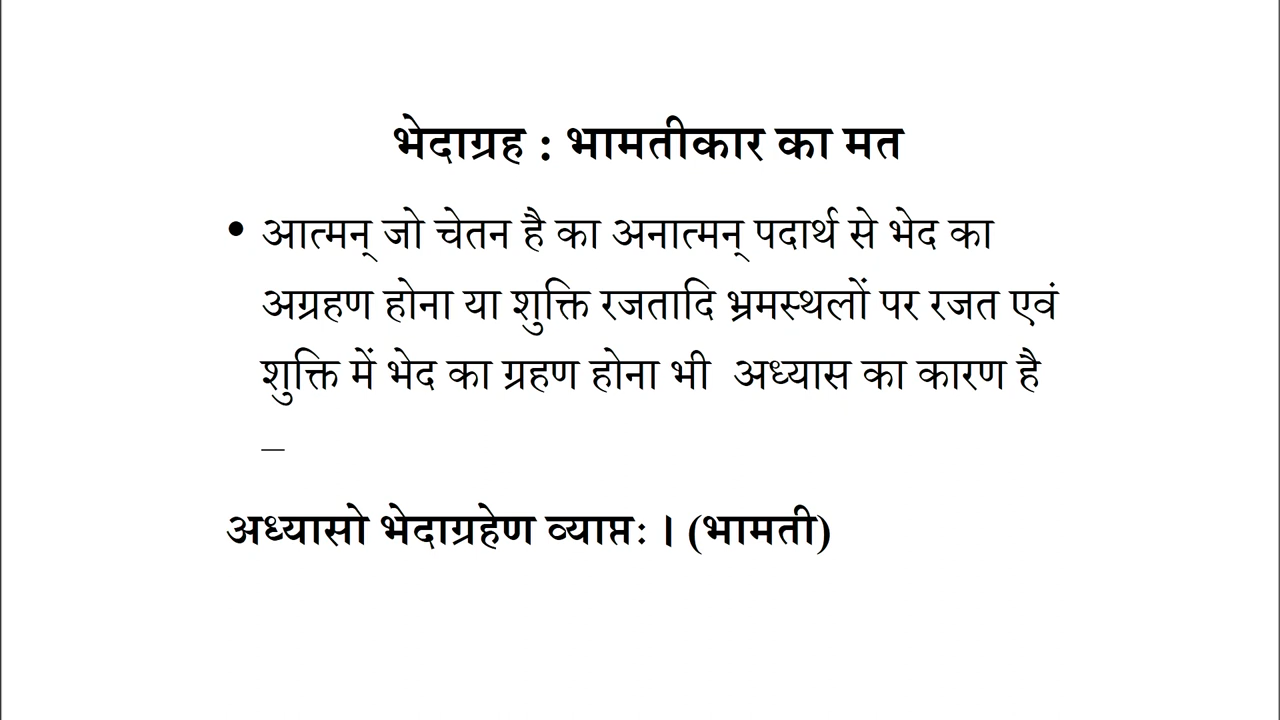 भेदाग्रह : भामतीकार का मत
• आत्मन् जो चेतन है का अनात्मन् पदार्थ से भेद का
अग्रहण होना या शुक्ति रजतादि भ्रमस्थलों पर रजत एवं
शुक्ति में भेद का ग्रहण होना भी अध्यास का कारण है
–
अध्यासो भेदाग्रहेण व्याप्तः । (भामती)